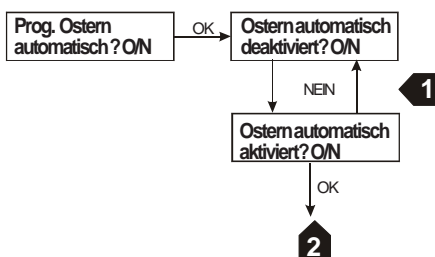 Prog. Ostern
automatisch ? O/N
OK
Ostern automatisch
deaktiviert? O/N
NEIN
1
Ostern automatisch
aktiviert? O/N
OK
2